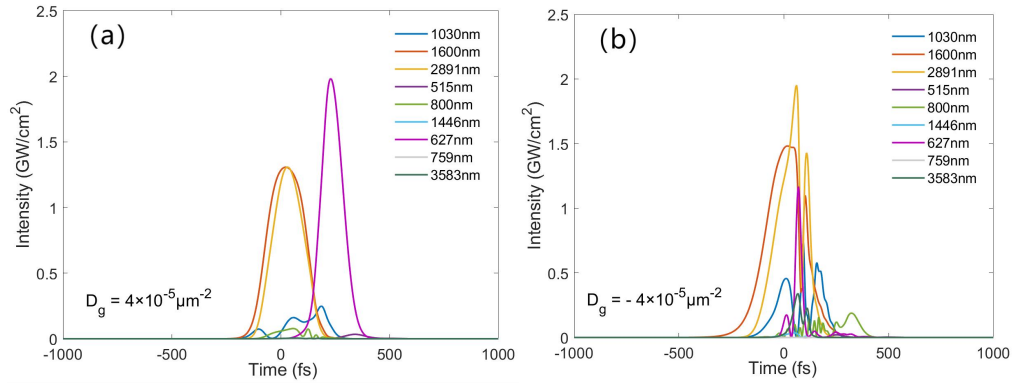 (a)
2.5
2
1.5
1
0.5
0
Intensity (GW/cm²)
-1000
-500
0
500
1000
Time (fs)
1030nm
1600nm
2891nm
515nm
800nm
1446nm
627nm
759nm
3583nm
D_g = 4×10⁻⁵μm⁻²
(b)
2.5
2
1.5
1
0.5
0
Intensity (GW/cm²)
-1000
-500
0
500
1000
Time (fs)
1030nm
1600nm
2891nm
515nm
800nm
1446nm
627nm
759nm
3583nm
D_g = - 4×10⁻⁵μm⁻²